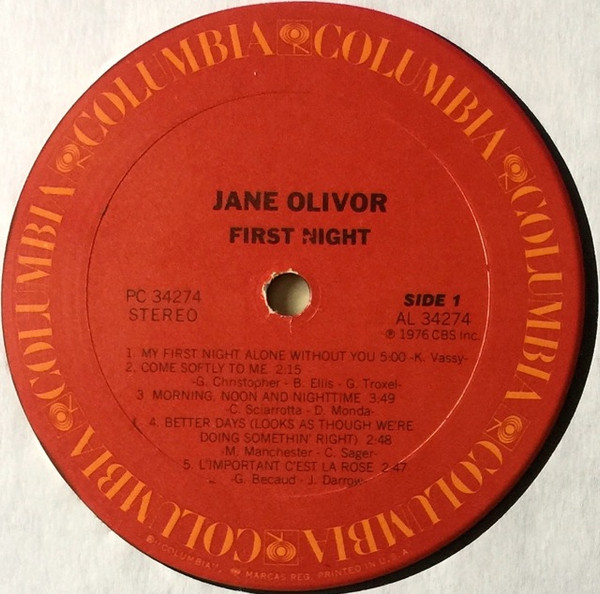 COLUMBIA COLUMBIA COLUMBIA COLUMBIA COLUMBIA COLUMBIA
JANE OLIVOR
FIRST NIGHT
PC 34274
STEREO
SIDE 1
AL 34274
℗ 1976 CBS Inc.
1. MY FIRST NIGHT ALONE WITHOUT YOU 5:00 -K. Vassy-
2. COME SOFTLY TO ME 2:15
-G. Christopher - B. Ellis - G. Troxel-
3 MORNING, NOON AND NIGHTTIME 3:49
-C. Sciarrotta - D. Monda-
4. BETTER DAYS (LOOKS AS THOUGH WE'RE
DOING SOMETHIN' RIGHT) 2:48
-M. Manchester - C. Sager-
5. L'IMPORTANT C'EST LA ROSE 2:47
-G. Becaud - J. Darrow-
"COLUMBIA", MARCAS REG. PRINTED IN U.S.A.